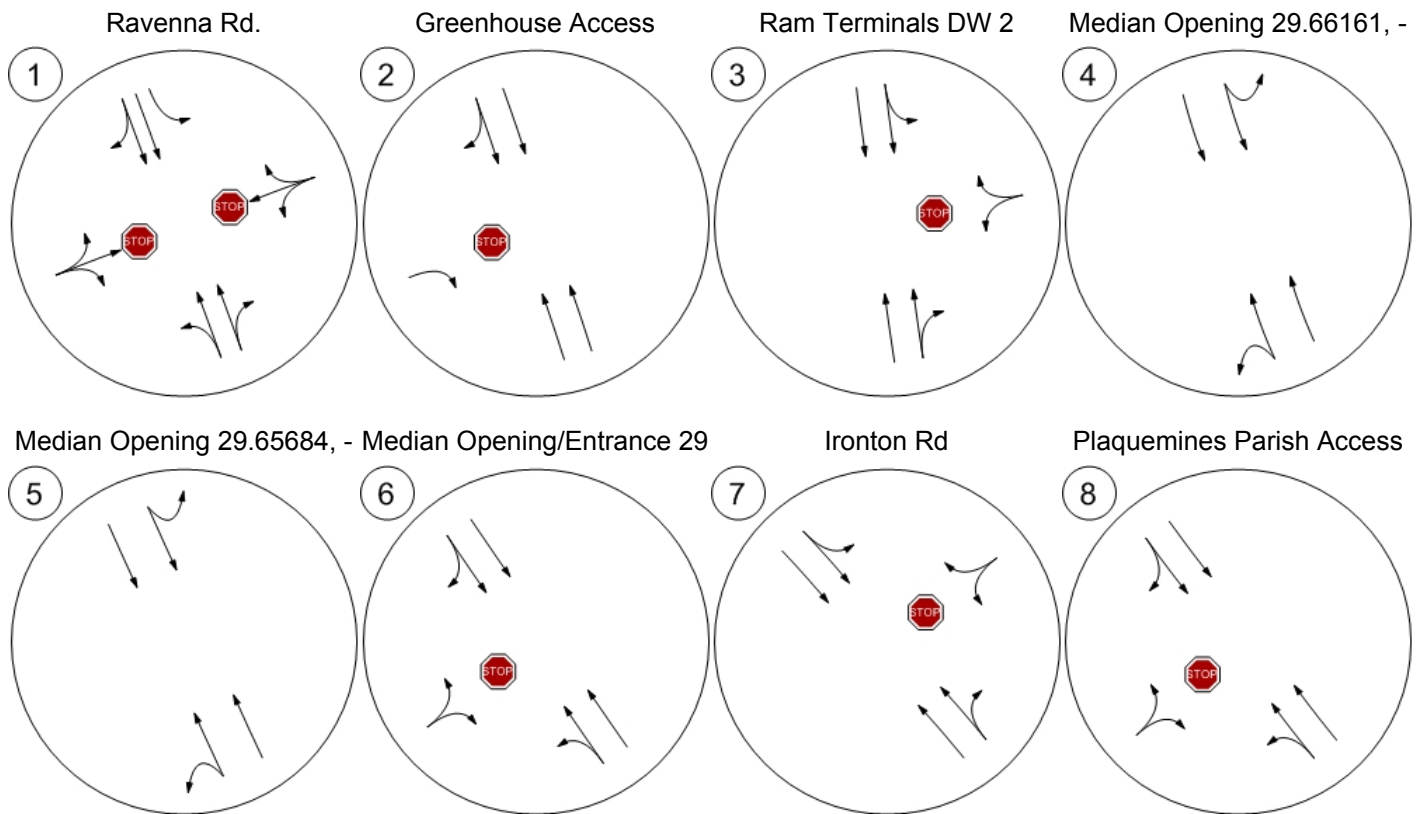 Ravenna Rd.
Greenhouse Access
Ram Terminals DW 2
Median Opening 29.66161, -
1
2
3
4
STOP
STOP
STOP
STOP
Median Opening 29.65684, -
Median Opening/Entrance 29
Ironton Rd
Plaquemines Parish Access
5
6
7
8
STOP
STOP
STOP